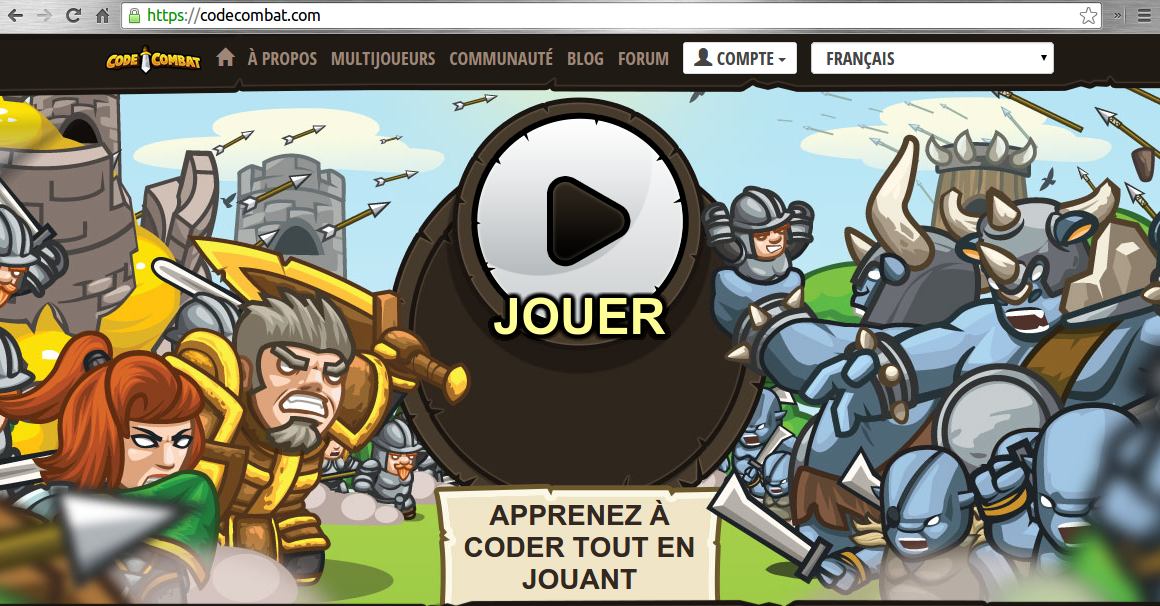 https://codecombat.com
CODE COMBAT À PROPOS MULTIJOUEURS COMMUNAUTÉ BLOG FORUM COMPTE FRANÇAIS
JOUER
APPRENEZ À
CODER TOUT EN
JOUANT